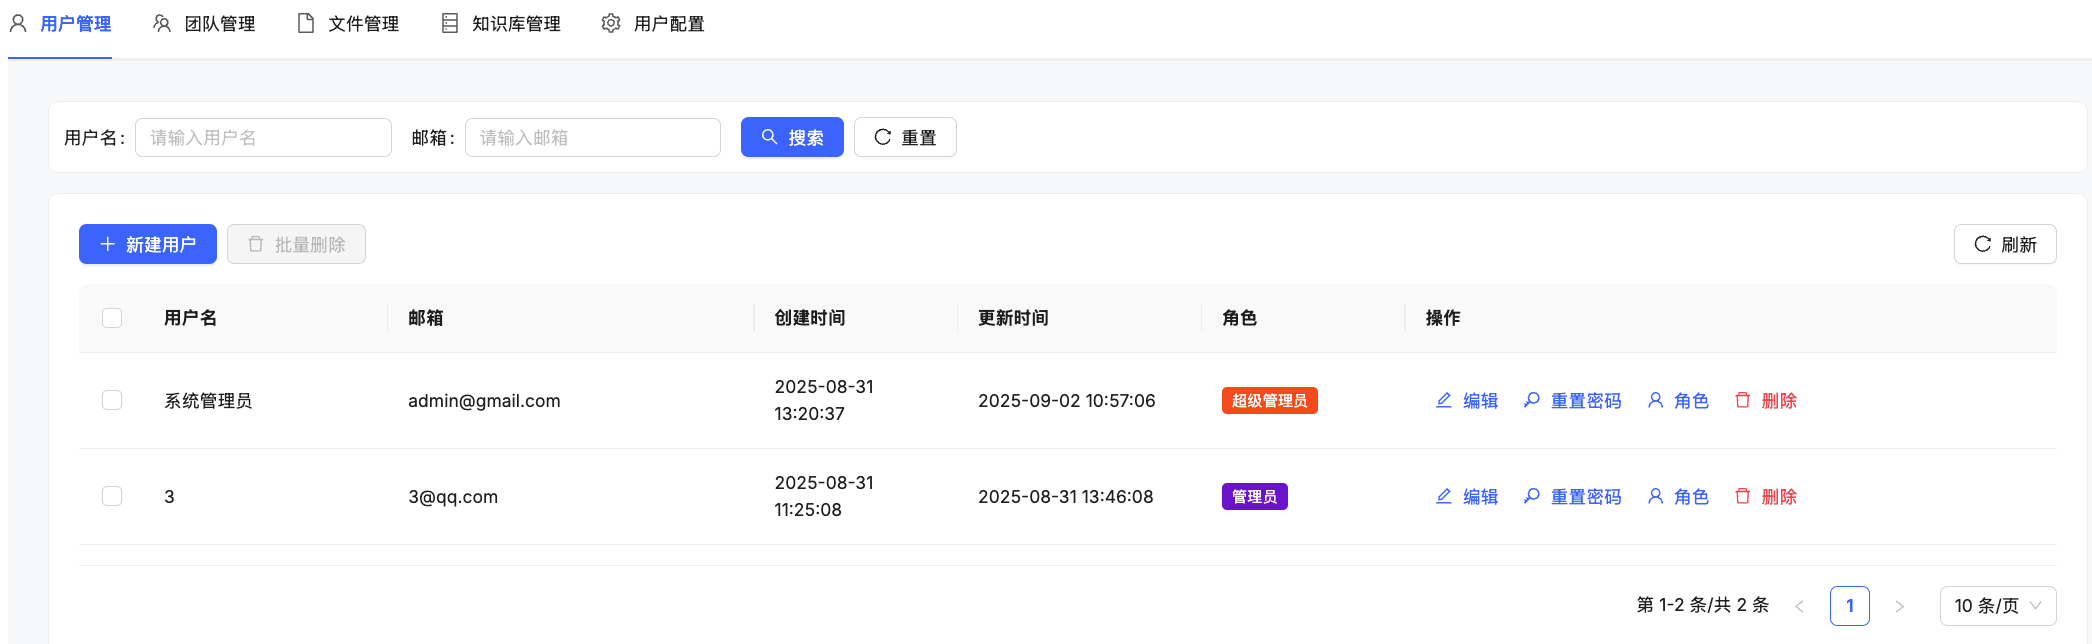 用户管理 团队管理 文件管理 知识库管理 用户配置
用户名: 请输入用户名 邮箱: 请输入邮箱 搜索 重置
新建用户 批量删除 刷新
用户名 邮箱 创建时间 更新时间 角色 操作
系统管理员 admin@gmail.com 2025-08-31 13:20:37 2025-09-02 10:57:06 超级管理员 编辑 重置密码 角色 删除
3 3@qq.com 2025-08-31 11:25:08 2025-08-31 13:46:08 管理员 编辑 重置密码 角色 删除
第 1-2 条/共 2 条 < 1 > 10 条/页